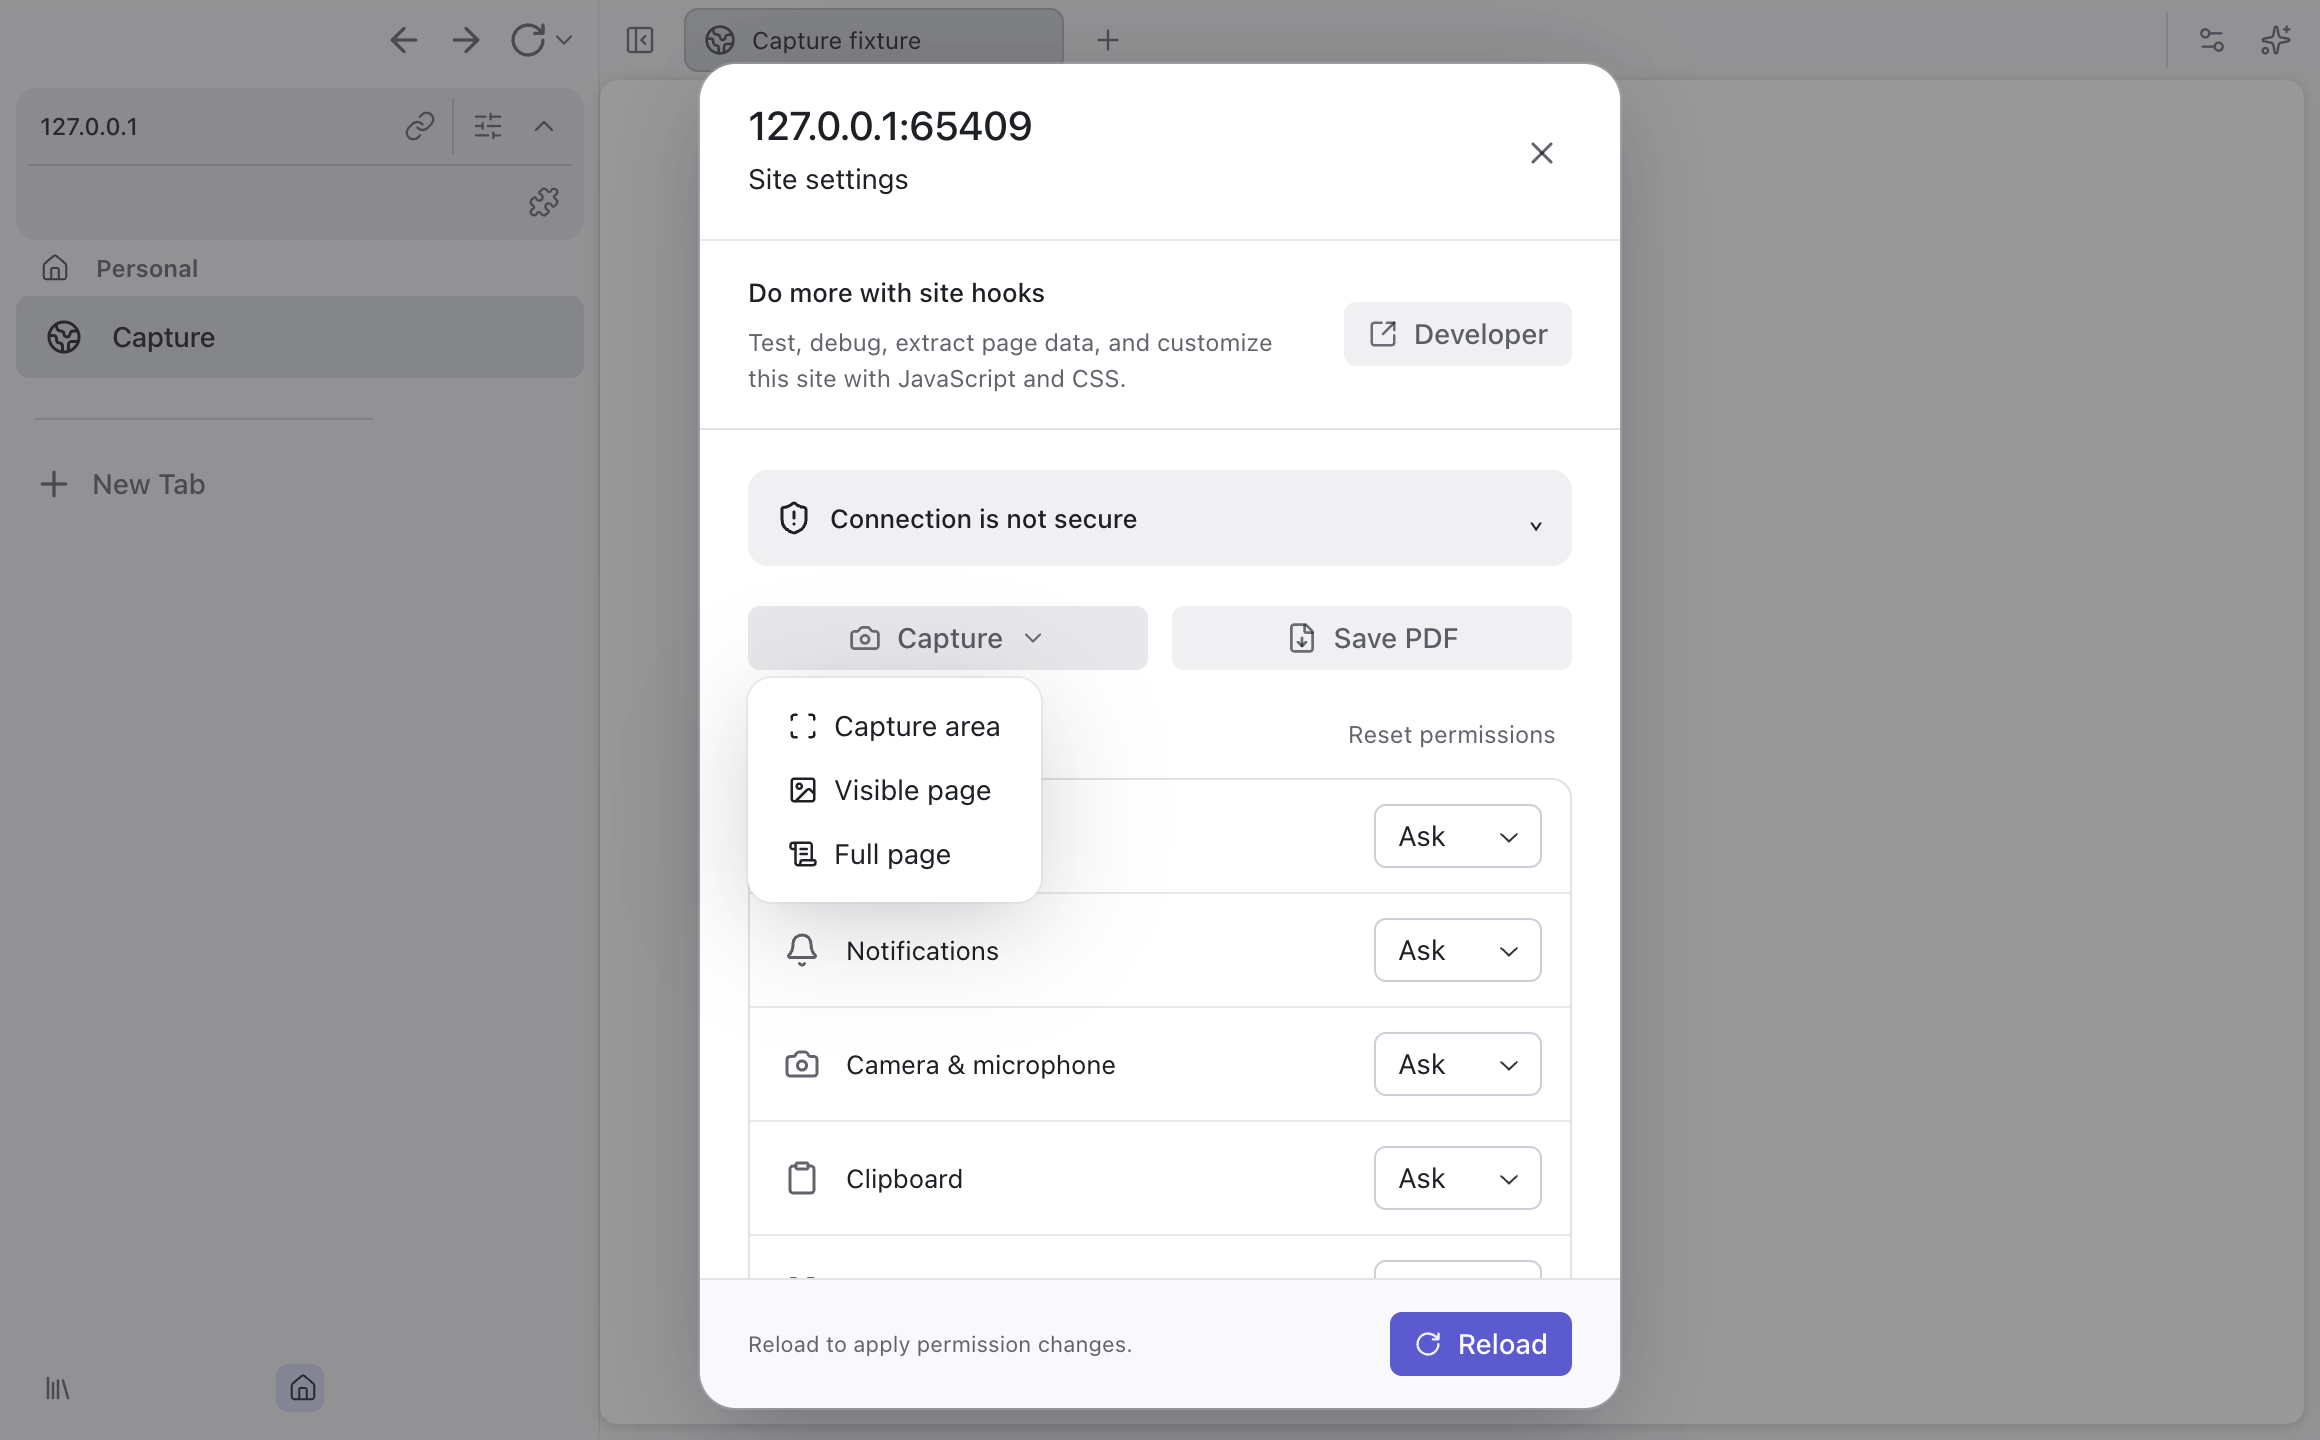 Capture fixture
127.0.0.1
Personal
Capture
New Tab
127.0.0.1:65409
Site settings
Do more with site hooks
Test, debug, extract page data, and customize
this site with JavaScript and CSS.
Developer
Connection is not secure
Capture
Save PDF
Capture area
Visible page
Full page
Reset permissions
Ask
Notifications
Ask
Camera & microphone
Ask
Clipboard
Ask
Reload to apply permission changes.
Reload